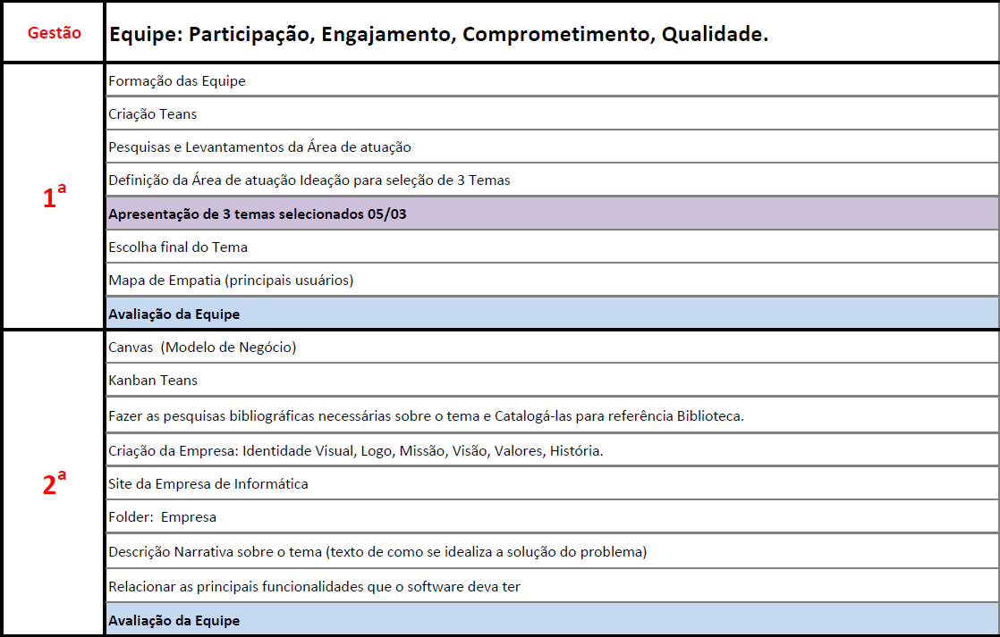 Gestão
Equipe: Participação, Engajamento, Comprometimento, Qualidade.
1ª
Formação das Equipe
Criação Teans
Pesquisas e Levantamentos da Área de atuação
Definição da Área de atuação Ideação para seleção de 3 Temas
Apresentação de 3 temas selecionados 05/03
Escolha final do Tema
Mapa de Empatia (principais usuários)
Avaliação da Equipe
2ª
Canvas  (Modelo de Negócio)
Kanban Teans
Fazer as pesquisas bibliográficas necessárias sobre o tema e Catalogá-las para referência Biblioteca.
Criação da Empresa: Identidade Visual, Logo, Missão, Visão, Valores, História.
Site da Empresa de Informática
Folder:  Empresa
Descrição Narrativa sobre o tema (texto de como se idealiza a solução do problema)
Relacionar as principais funcionalidades que o software deva ter
Avaliação da Equipe